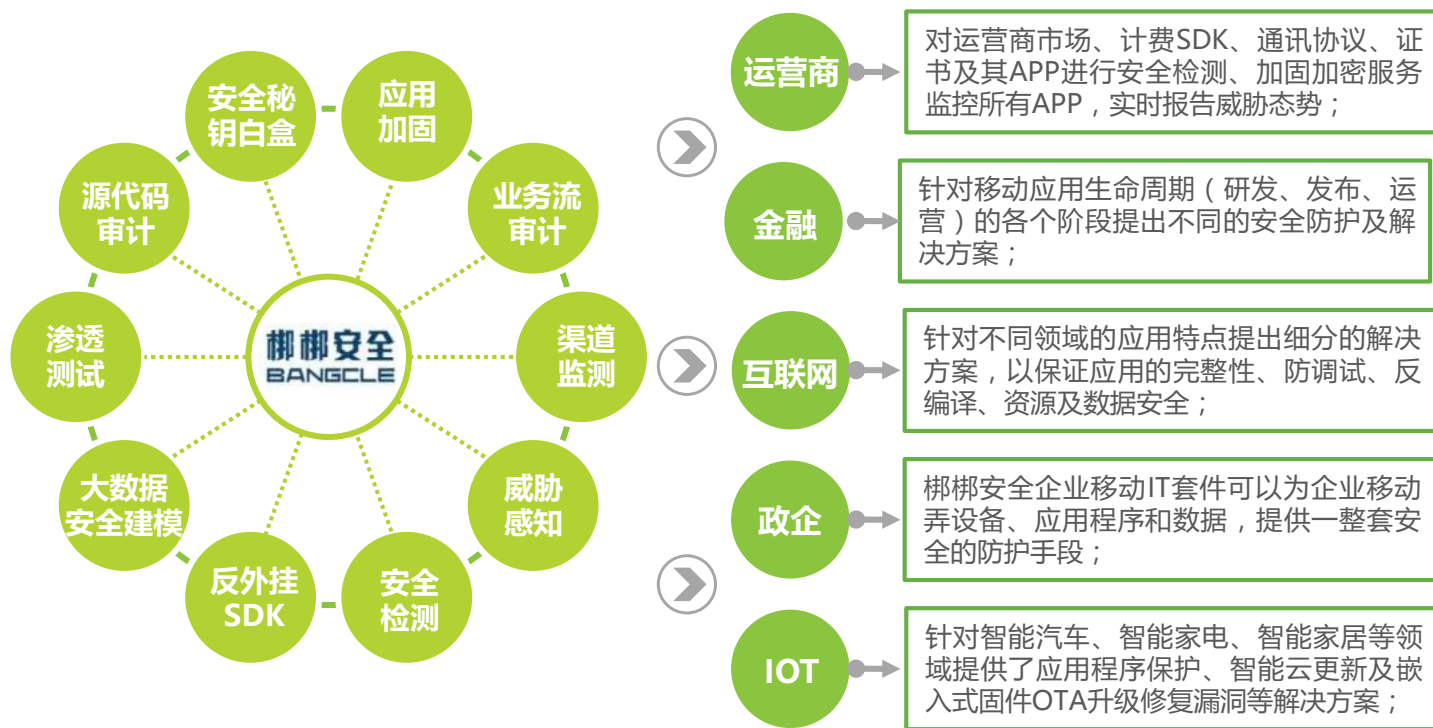 安全秘
钥白盒
应用
加固
源代码
审计
业务流
审计
渗透
测试
梆梆安全
BANGCLE
渠道
监测
大数据
安全建模
威胁
感知
反外挂
SDK
安全
检测
运营商
对运营商市场、计费SDK、通讯协议、证
书及其APP进行安全检测、加固加密服务
监控所有APP，实时报告威胁态势；
金融
针对移动应用生命周期（研发、发布、运
营）的各个阶段提出不同的安全防护及解
决方案；
互联网
针对不同领域的应用特点提出细分的解决
方案，以保证应用的完整性、防调试、反
编译、资源及数据安全；
政企
梆梆安全企业移动IT套件可以为企业移动
弄设备、应用程序和数据，提供一整套安
全的防护手段；
IOT
针对智能汽车、智能家电、智能家居等领
域提供了应用程序保护、智能云更新及嵌
入式固件OTA升级修复漏洞等解决方案；